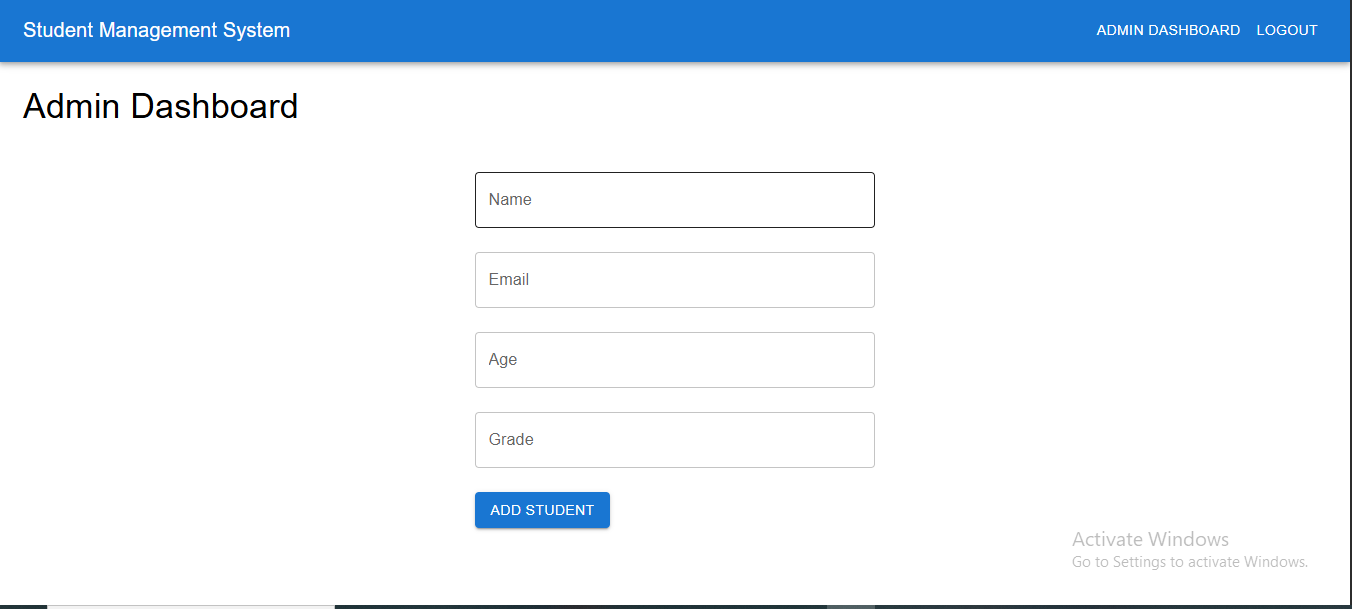 Student Management System
ADMIN DASHBOARD LOGOUT
Admin Dashboard
Name
Email
Age
Grade
ADD STUDENT
Activate Windows
Go to Settings to activate Windows.